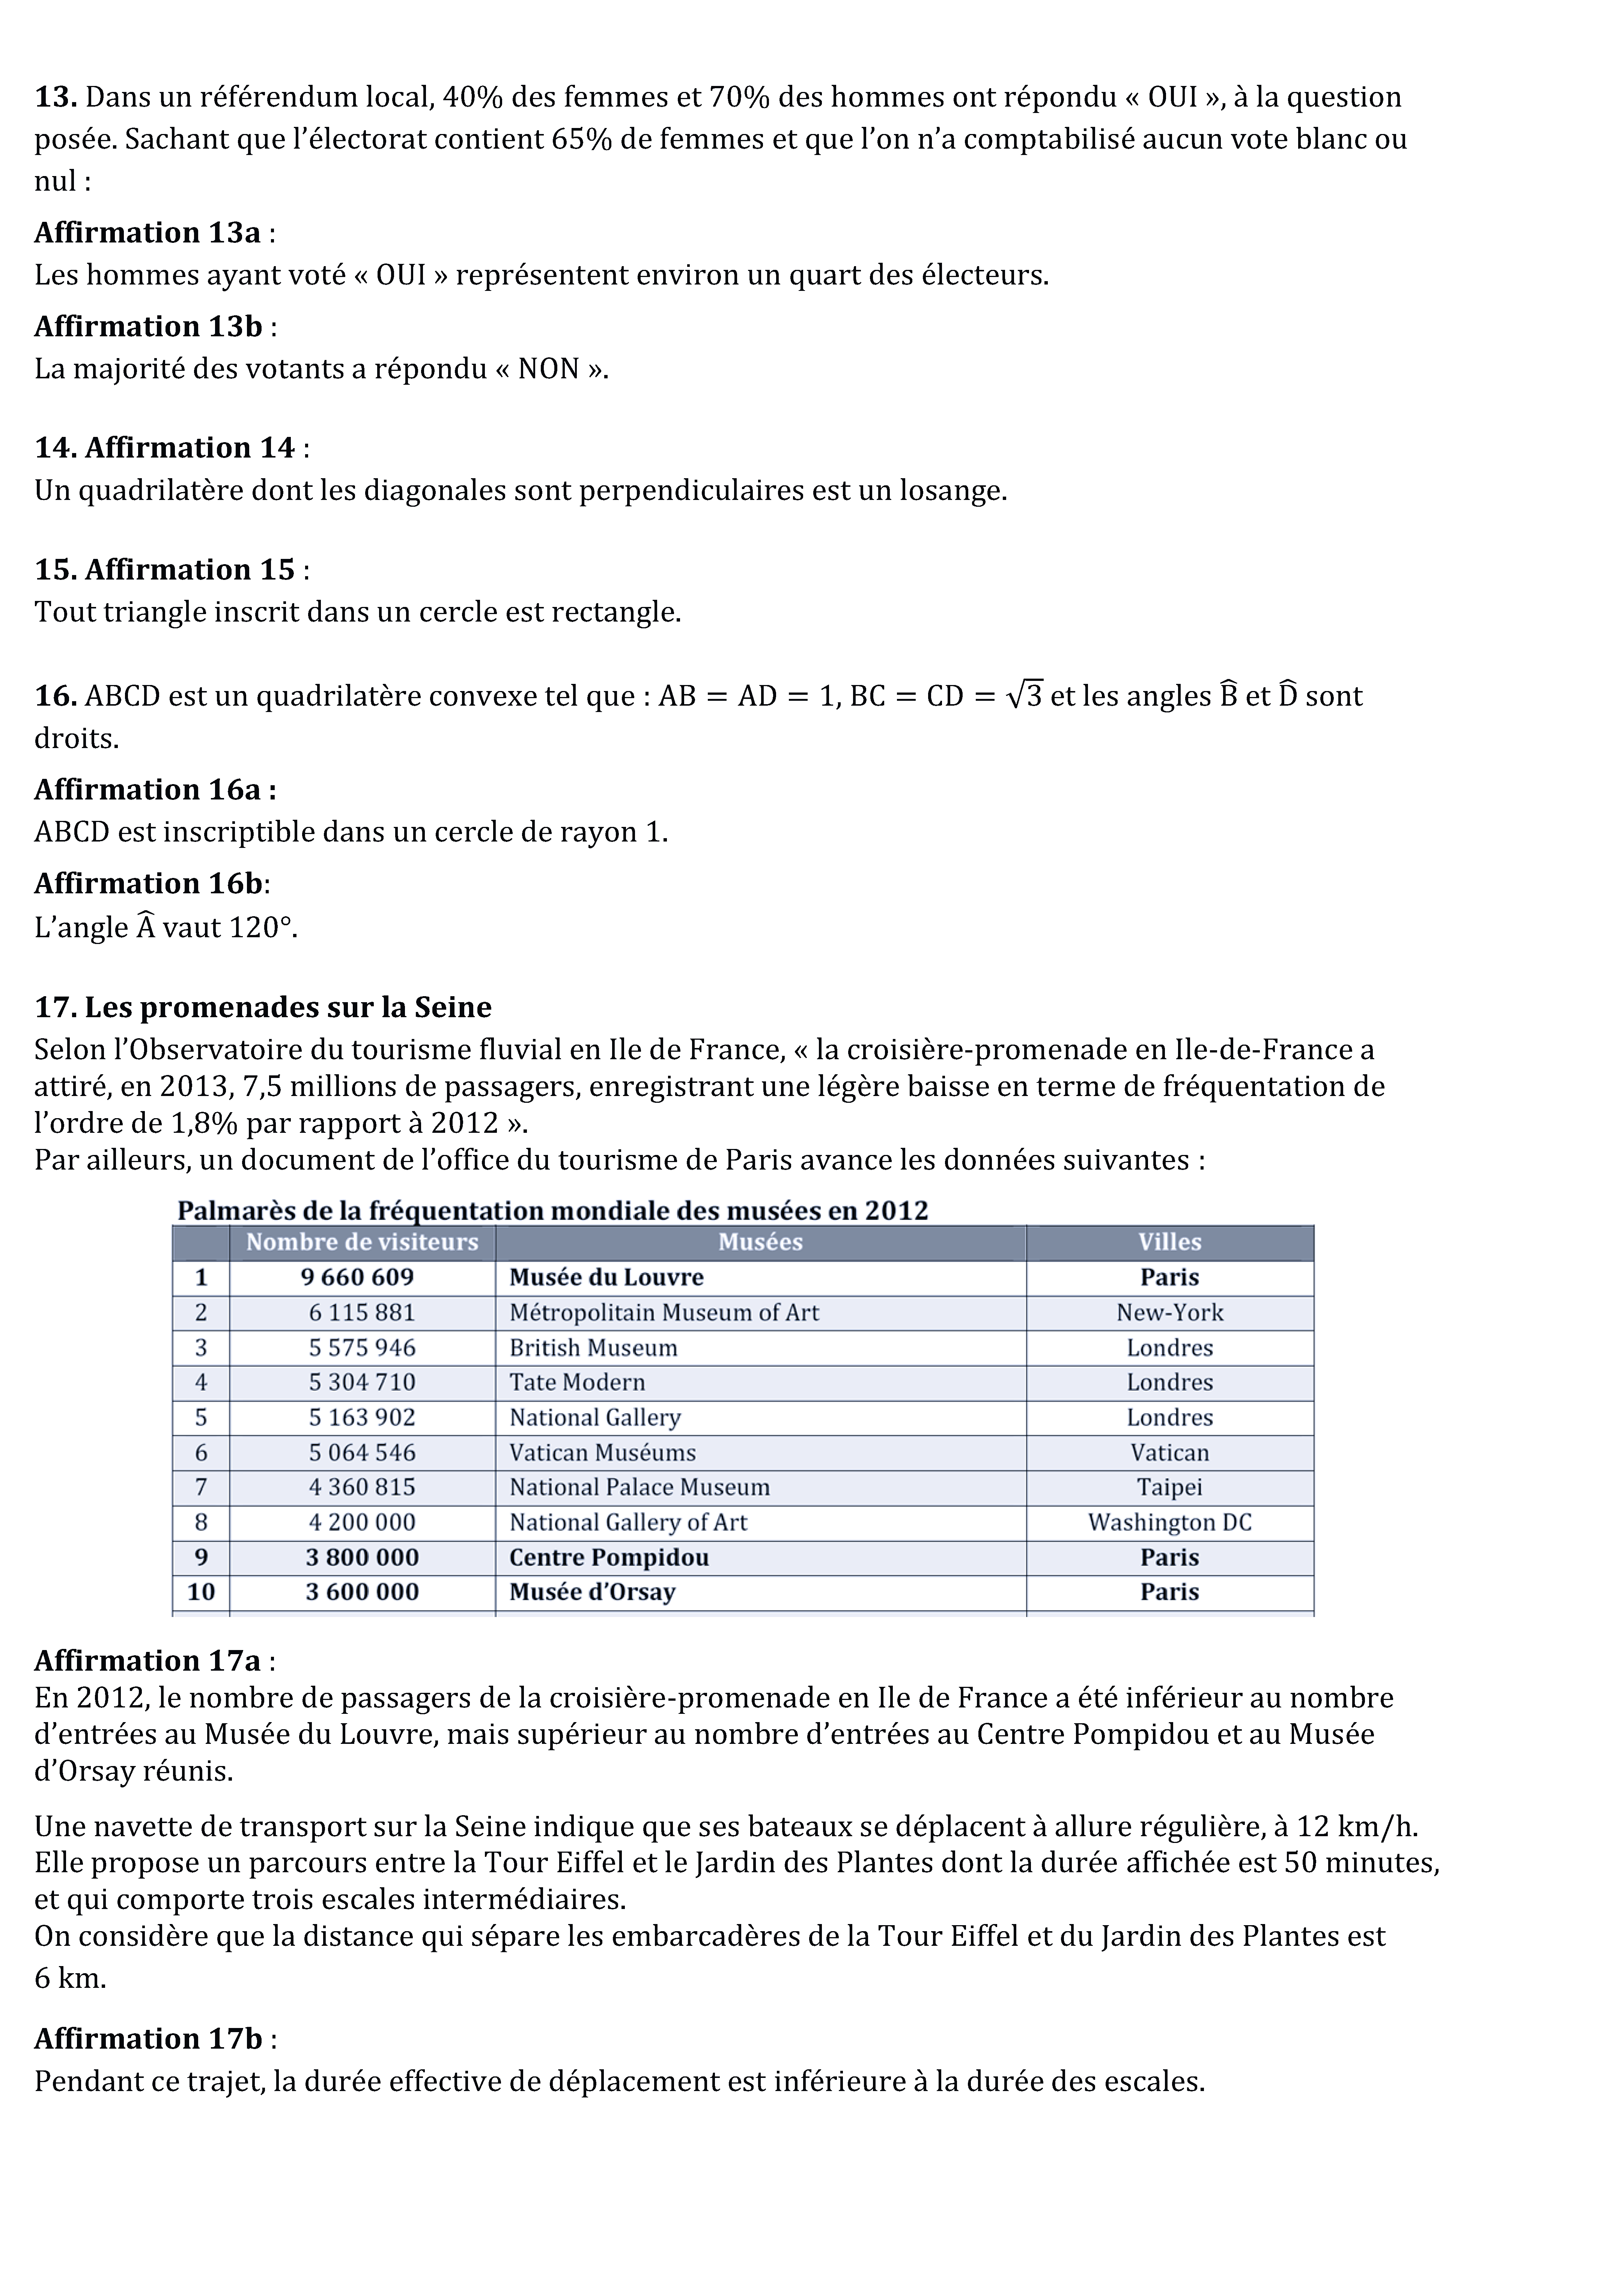 13. Dans un référendum local, 40% des femmes et 70% des hommes ont répondu « OUI », à la question
posée. Sachant que l’électorat contient 65% de femmes et que l’on n’a comptabilisé aucun vote blanc ou
nul :
Affirmation 13a :
Les hommes ayant voté « OUI » représentent environ un quart des électeurs.
Affirmation 13b :
La majorité des votants a répondu « NON ».
14. Affirmation 14 :
Un quadrilatère dont les diagonales sont perpendiculaires est un losange.
15. Affirmation 15 :
Tout triangle inscrit dans un cercle est rectangle.
16. ABCD est un quadrilatère convexe tel que : AB = AD = 1, BC = CD = √3 et les angles B̂ et D̂ sont
droits.
Affirmation 16a :
ABCD est inscriptible dans un cercle de rayon 1.
Affirmation 16b:
L’angle Â vaut 120°.
17. Les promenades sur la Seine
Selon l’Observatoire du tourisme fluvial en Ile de France, « la croisière-promenade en Ile-de-France a
attiré, en 2013, 7,5 millions de passagers, enregistrant une légère baisse en terme de fréquentation de
l’ordre de 1,8% par rapport à 2012 ».
Par ailleurs, un document de l’office du tourisme de Paris avance les données suivantes :
Palmarès de la fréquentation mondiale des musées en 2012
Nombre de visiteurs Musées Villes
1 9 660 609 Musée du Louvre Paris
2 6 115 881 Métropolitain Museum of Art New-York
3 5 575 946 British Museum Londres
4 5 304 710 Tate Modern Londres
5 5 163 902 National Gallery Londres
6 5 064 546 Vatican Muséums Vatican
7 4 360 815 National Palace Museum Taipei
8 4 200 000 National Gallery of Art Washington DC
9 3 800 000 Centre Pompidou Paris
10 3 600 000 Musée d’Orsay Paris
Affirmation 17a :
En 2012, le nombre de passagers de la croisière-promenade en Ile de France a été inférieur au nombre
d’entrées au Musée du Louvre, mais supérieur au nombre d’entrées au Centre Pompidou et au Musée
d’Orsay réunis.
Une navette de transport sur la Seine indique que ses bateaux se déplacent à allure régulière, à 12 km/h.
Elle propose un parcours entre la Tour Eiffel et le Jardin des Plantes dont la durée affichée est 50 minutes,
et qui comporte trois escales intermédiaires.
On considère que la distance qui sépare les embarcadères de la Tour Eiffel et du Jardin des Plantes est
6 km.
Affirmation 17b :
Pendant ce trajet, la durée effective de déplacement est inférieure à la durée des escales.